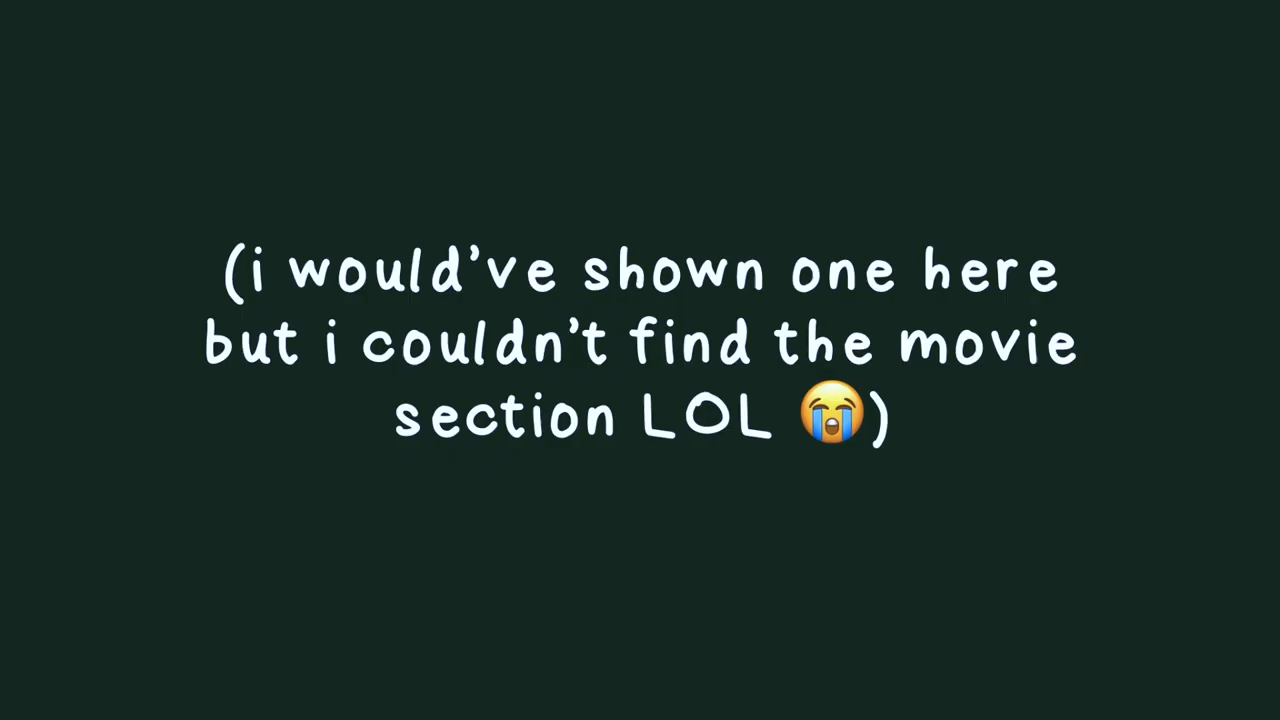 (i would’ve shown one here
but i couldn’t find the movie
section LOL 😭)